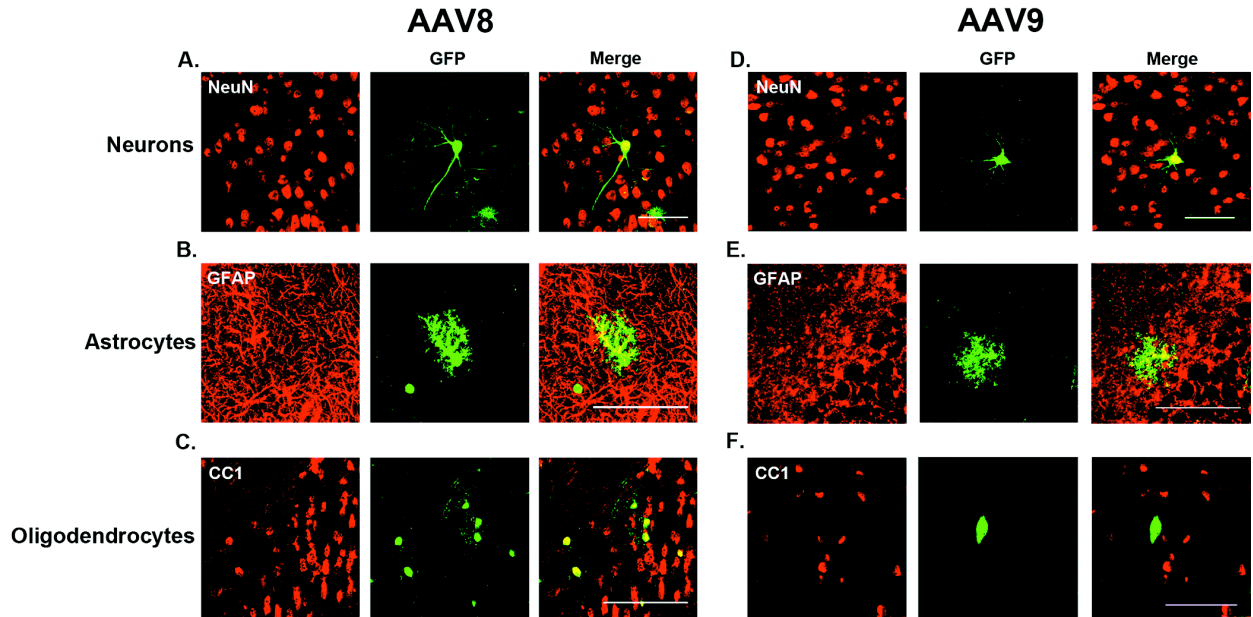 AAV8 AAV9
A. GFP Merge D. GFP Merge
NeuN NeuN
Neurons
B. E.
GFAP GFAP
Astrocytes
C. F.
CC1 CC1
Oligodendrocytes